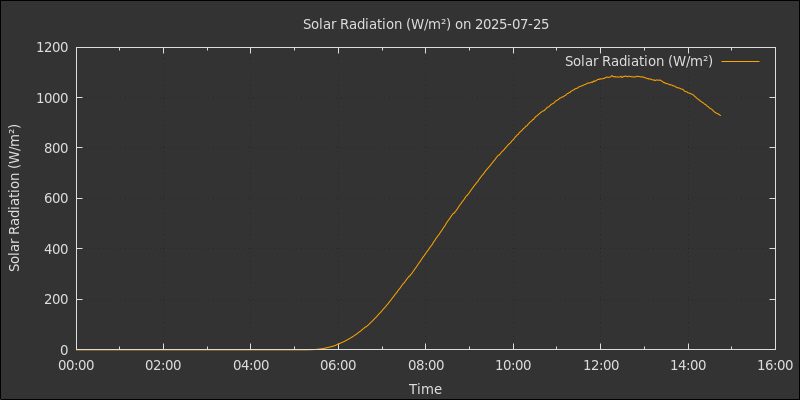 Solar Radiation (W/m²) on 2025-07-25
Solar Radiation (W/m²)
Solar Radiation (W/m²)
1200
1000
800
600
400
200
0
00:00 02:00 04:00 06:00 08:00 10:00 12:00 14:00 16:00
Time